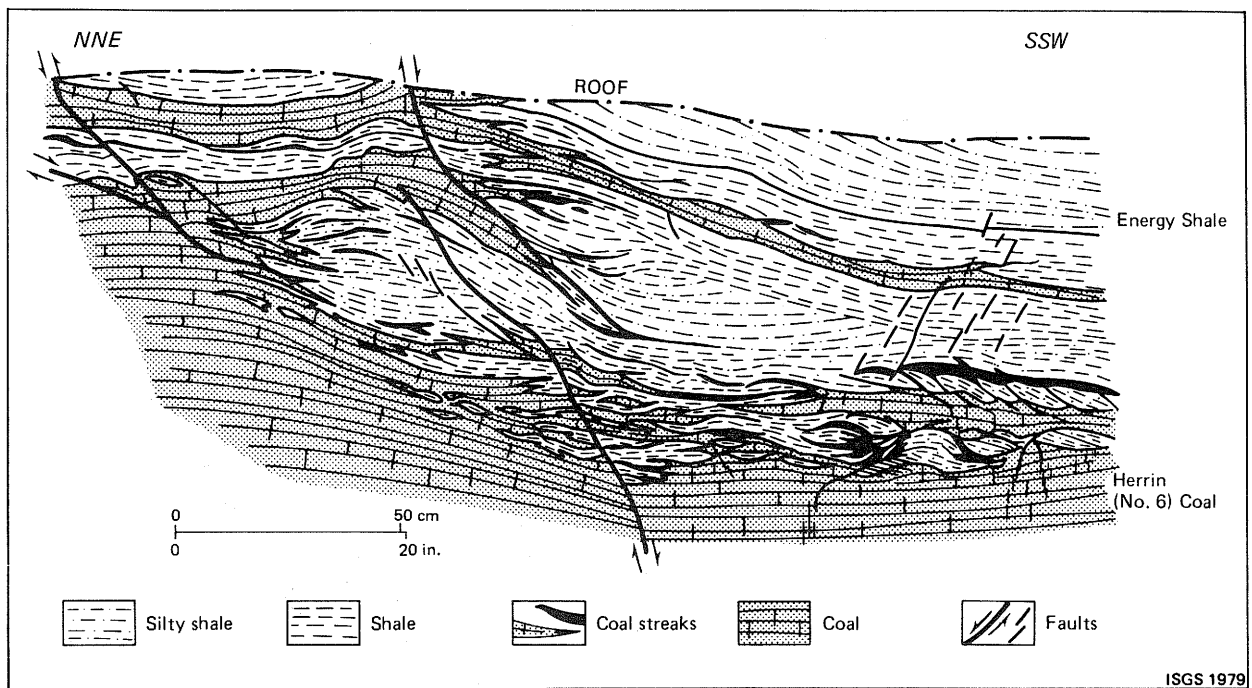 NNE
SSW
ROOF
Energy Shale
Herrin
(No. 6) Coal
0 50 cm
0 20 in.
Silty shale
Shale
Coal streaks
Coal
Faults
ISGS 1979